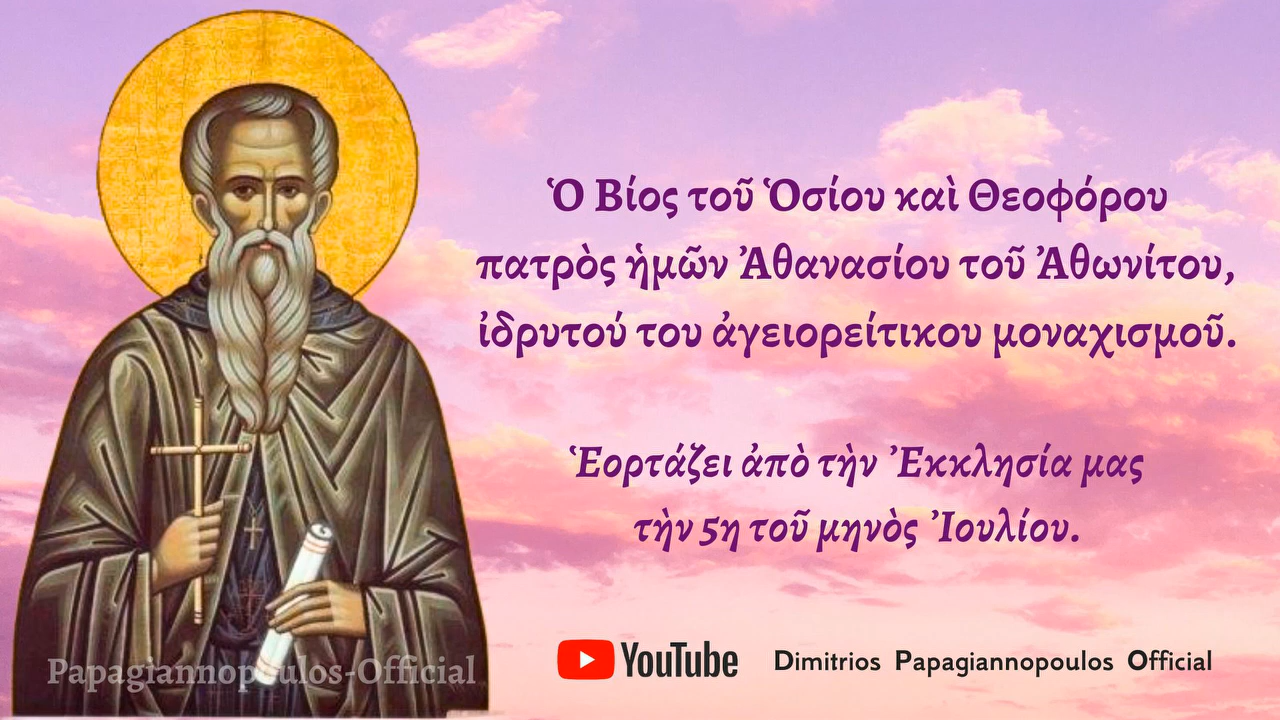 Ὁ Βίος τοῦ Ὁσίου καὶ Θεοφόρου
πατρὸς ἡμῶν Ἀθανασίου τοῦ Ἀθωνίτου,
ἱδρυτού του ἀγειορείτικου μοναχισμοῦ.
Ἑορτάζει ἀπὸ τὴν Ἐκκλησία μας
τὴν 5η τοῦ μηνὸς Ἰουλίου.
YouTube Dimitrios Papagiannopoulos Official
Papagiannopoulos-Official